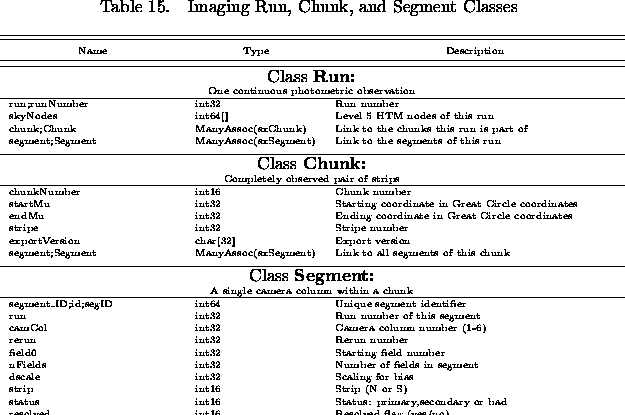 Table 15. Imaging Run, Chunk, and Segment Classes
Name Type Description
Class Run:
One continuous photometric observation
run;runNumber int32 Run number
skyNodes int64[] Level 5 HTM nodes of this run
chunk;Chunk ManyAssoc(sxChunk) Link to the chunks this run is part of
segment;Segment ManyAssoc(sxSegment) Link to the segments of this run
Class Chunk:
Completely observed pair of strips
chunkNumber int16 Chunk number
startMu int32 Starting coordinate in Great Circle coordinates
endMu int32 Ending coordinate in Great Circle coordinates
stripe int32 Stripe number
exportVersion char[32] Export version
segment;Segment ManyAssoc(sxSegment) Link to all segments of this chunk
Class Segment:
A single camera column within a chunk
segment_ID;id;segID int64 Unique segment identifier
run int32 Run number of this segment
camCol int32 Camera column number (1-6)
rerun int32 Rerun number
field0 int32 Starting field number
nFields int32 Number of fields in segment
dscale int32 Scaling for bias
strip int16 Strip (N or S)
status int16 Status: primary,secondary or bad
resolved int16 Resolved flag (yes/no)